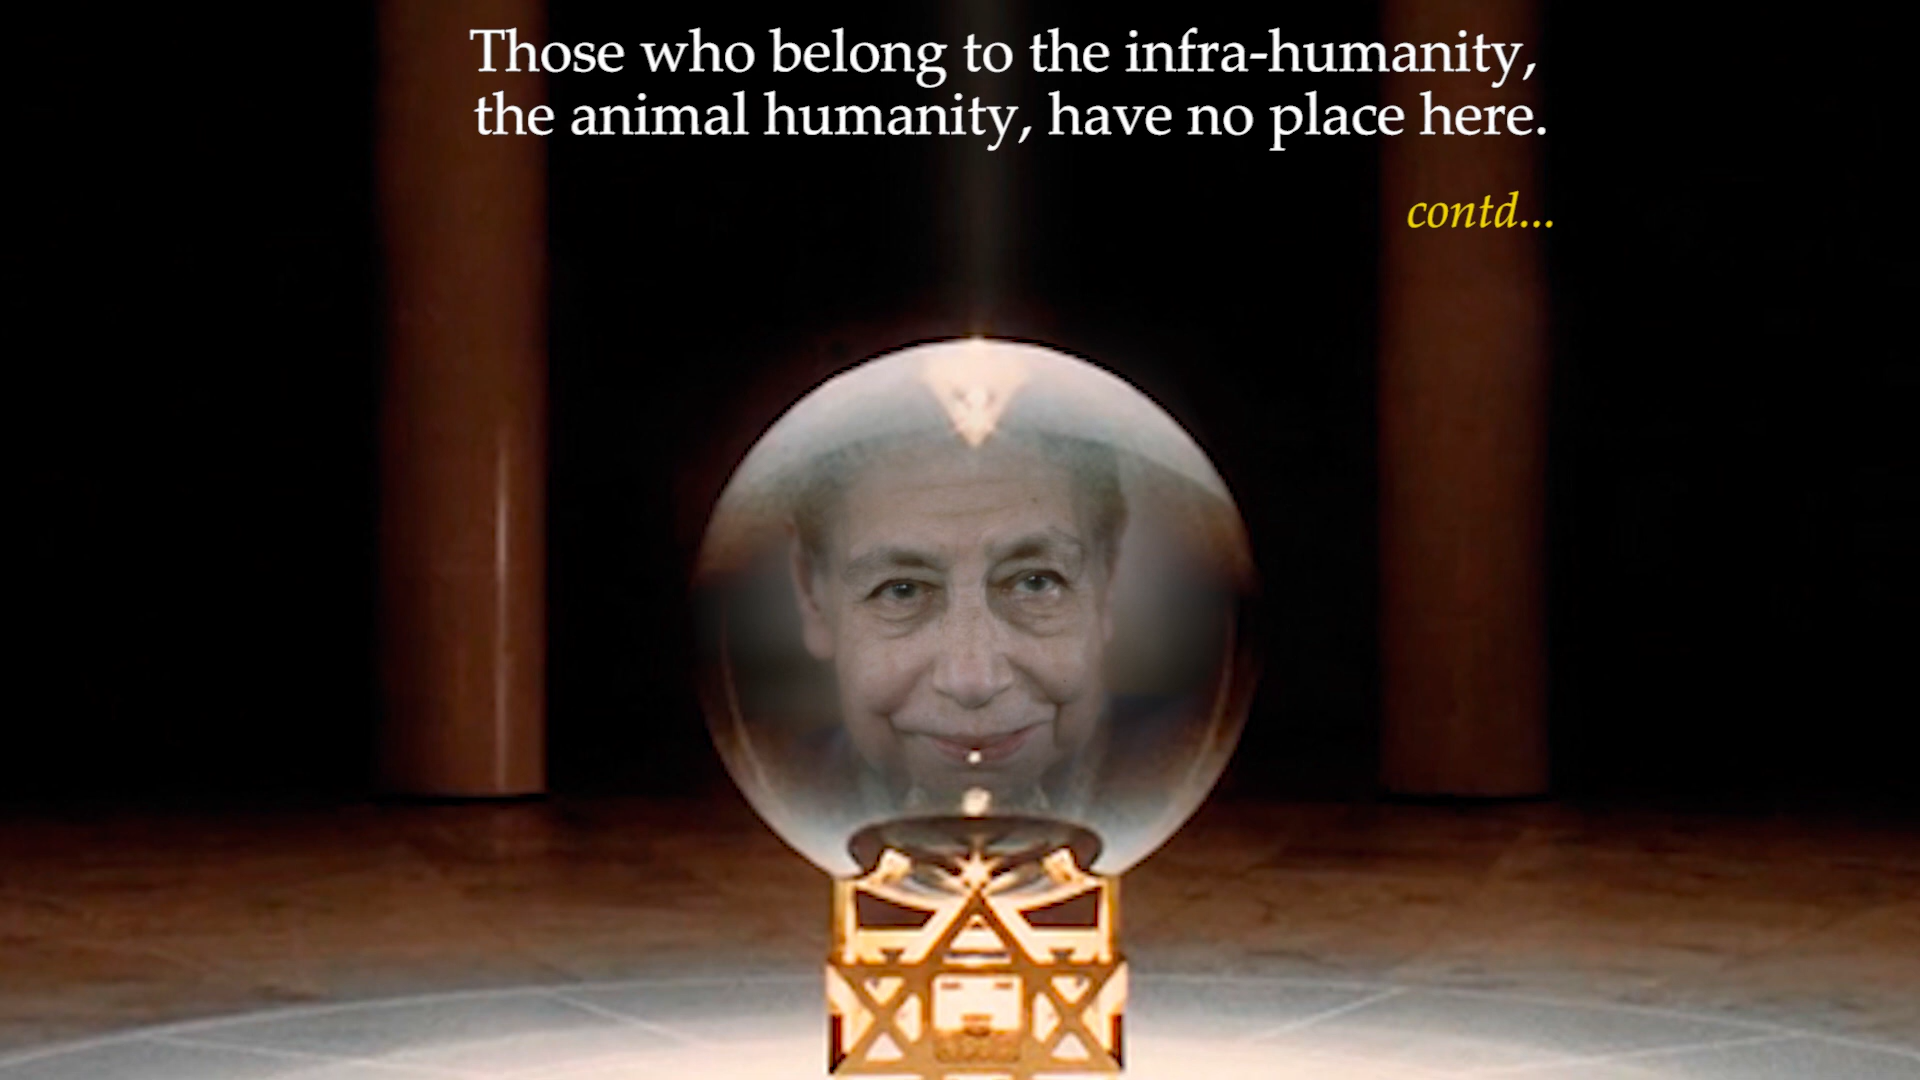 Those who belong to the infra-humanity,
the animal humanity, have no place here.
contd...